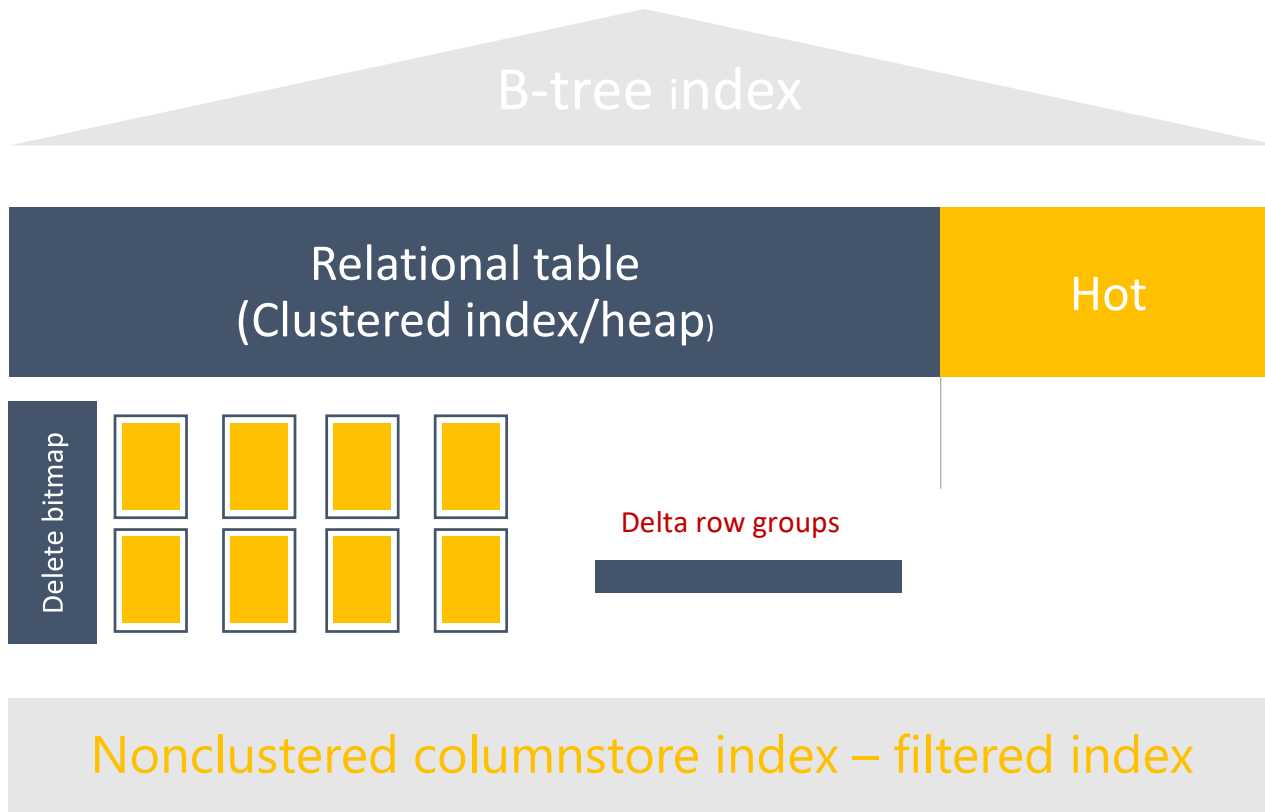 B-tree index
Relational table
(Clustered index/heap)
Hot
Delete bitmap
Delta row groups
Nonclustered columnstore index – filtered index